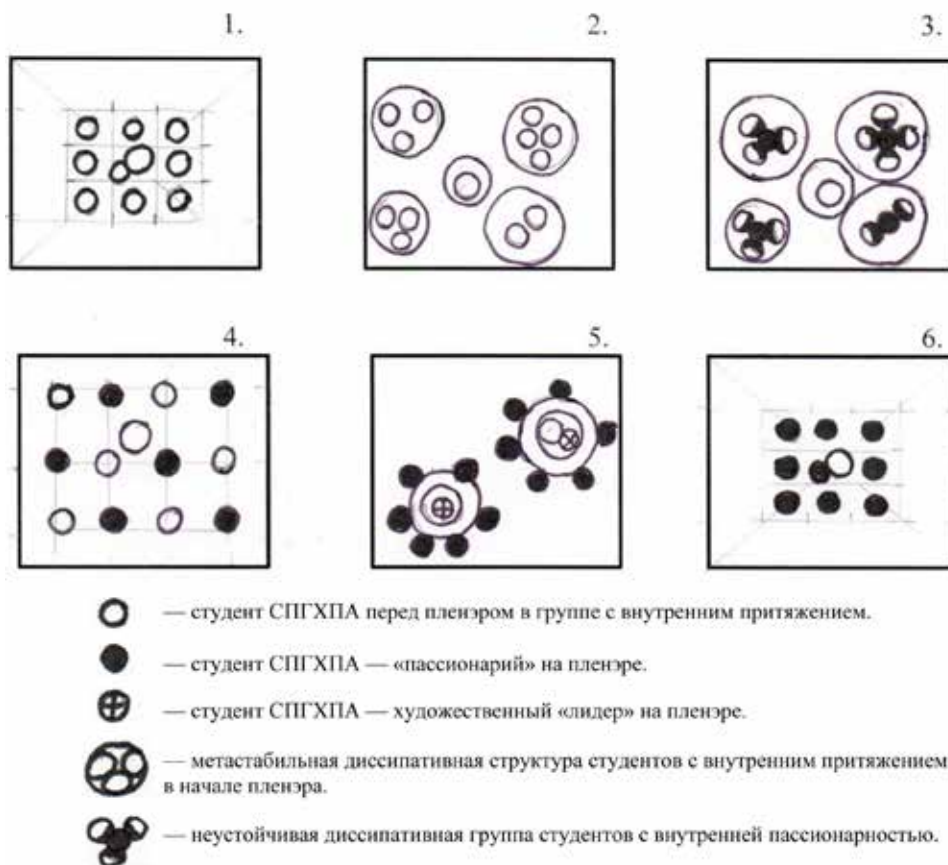 1.
2.
3.
4.
5.
6.
— студент СПГХПА перед пленэром в группе с внутренним притяжением.
— студент СПГХПА — «пассионарий» на пленэре.
— студент СПГХПА — художественный «лидер» на пленэре.
— метастабильная диссипативная структура студентов с внутренним притяжением
в начале пленэра.
— неустойчивая диссипативная группа студентов с внутренней пассионарностью.